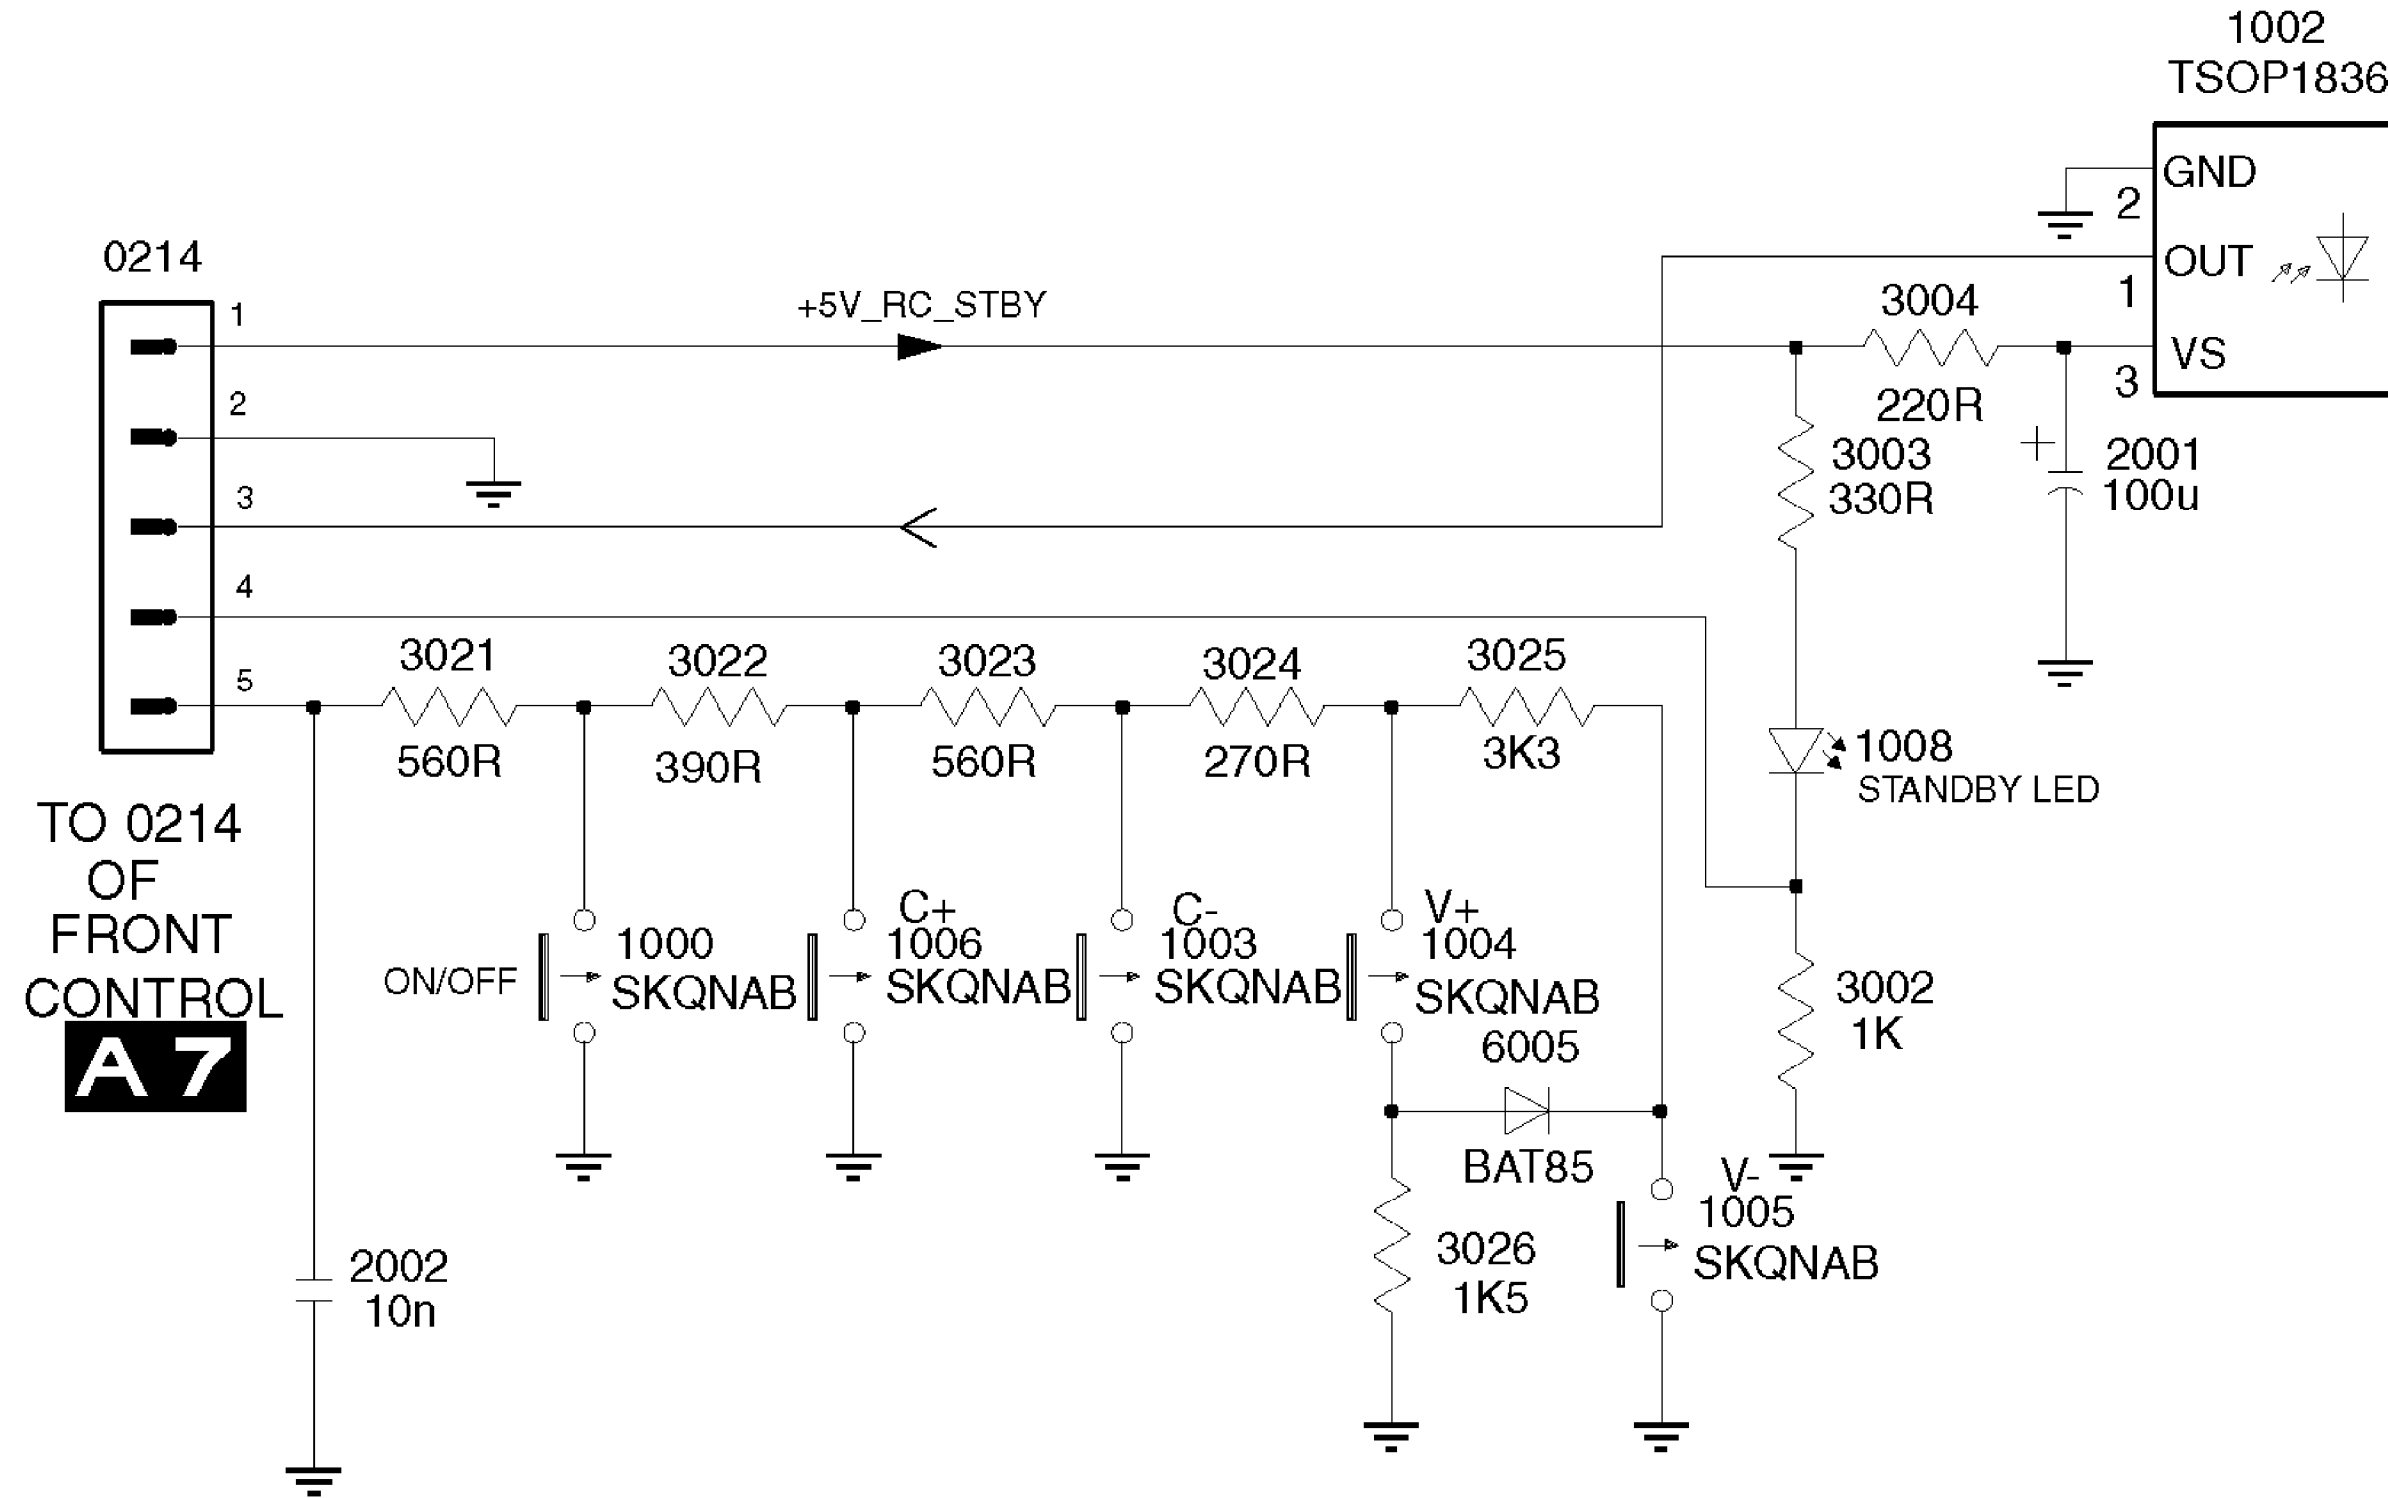 1002
TSOP1836
GND
2
OUT
1
VS
3
0214
1
+5V_RC_STBY
3004
220R
2
3003
330R
2001
100u
3
4
5
3021
560R
3022
390R
3023
560R
3024
270R
3025
3K3
1008
STANDBY LED
TO 0214
OF
FRONT
CONTROL
A 7
ON/OFF
1000
SKQNAB
C+
1006
SKQNAB
C-
1003
SKQNAB
V+
1004
SKQNAB
6005
BAT85
3002
1K
V-
1005
SKQNAB
3026
1K5
2002
10n